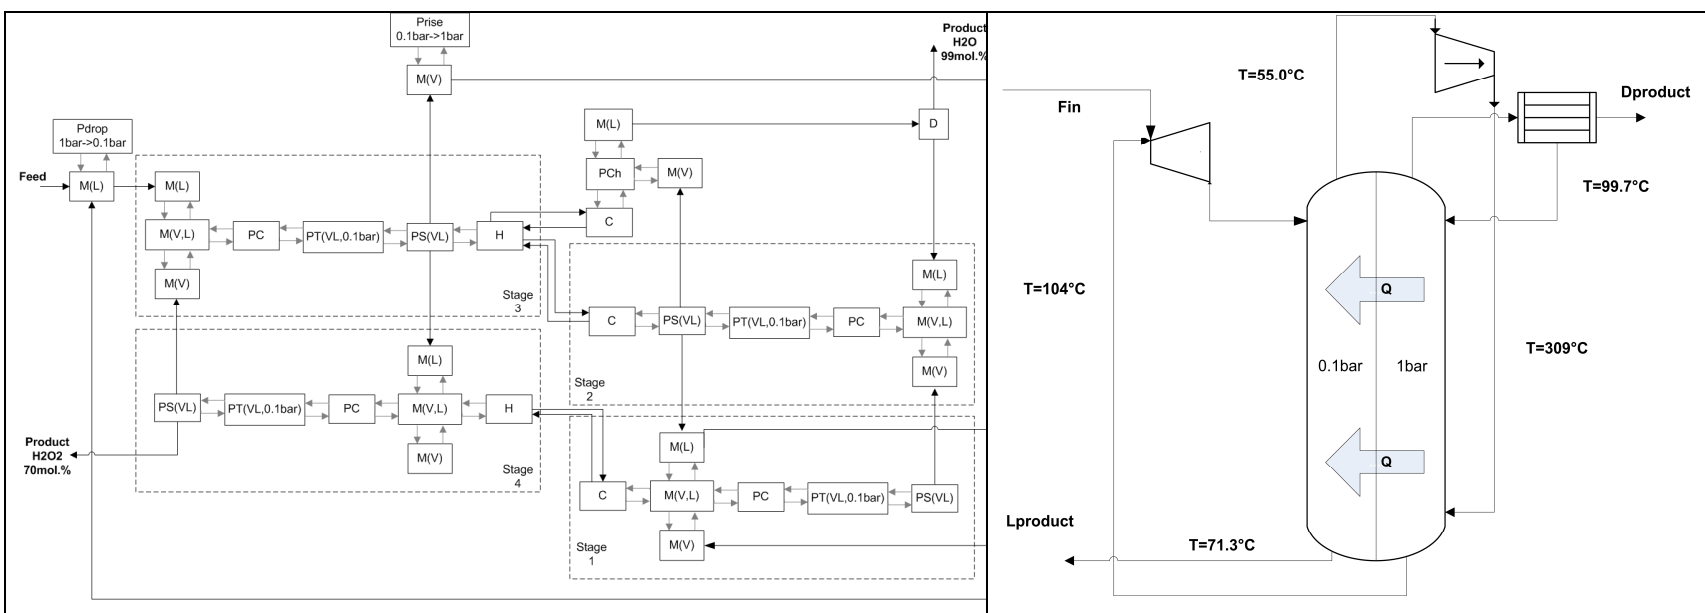 Prise
0.1bar->1bar
M(V)
Product
H2O
99mol.%
Pdrop
1bar->0.1bar
Feed
M(L)
M(L)
M(V,L)
PC
PT(VL,0.1bar)
PS(VL)
H
M(V)
Stage
3
M(L)
D
PCh
M(V)
C
M(L)
C
PS(VL)
PT(VL,0.1bar)
PC
M(V,L)
M(V)
Stage
2
M(L)
PS(VL)
PT(VL,0.1bar)
PC
M(V,L)
H
M(V)
Stage
4
Product
H2O2
70mol.%
M(L)
C
M(V,L)
PC
PT(VL,0.1bar)
PS(VL)
M(V)
Stage
1
T=55.0°C
Fin
Dproduct
T=99.7°C
T=104°C
Q
T=309°C
0.1bar
1bar
Q
Lproduct
T=71.3°C